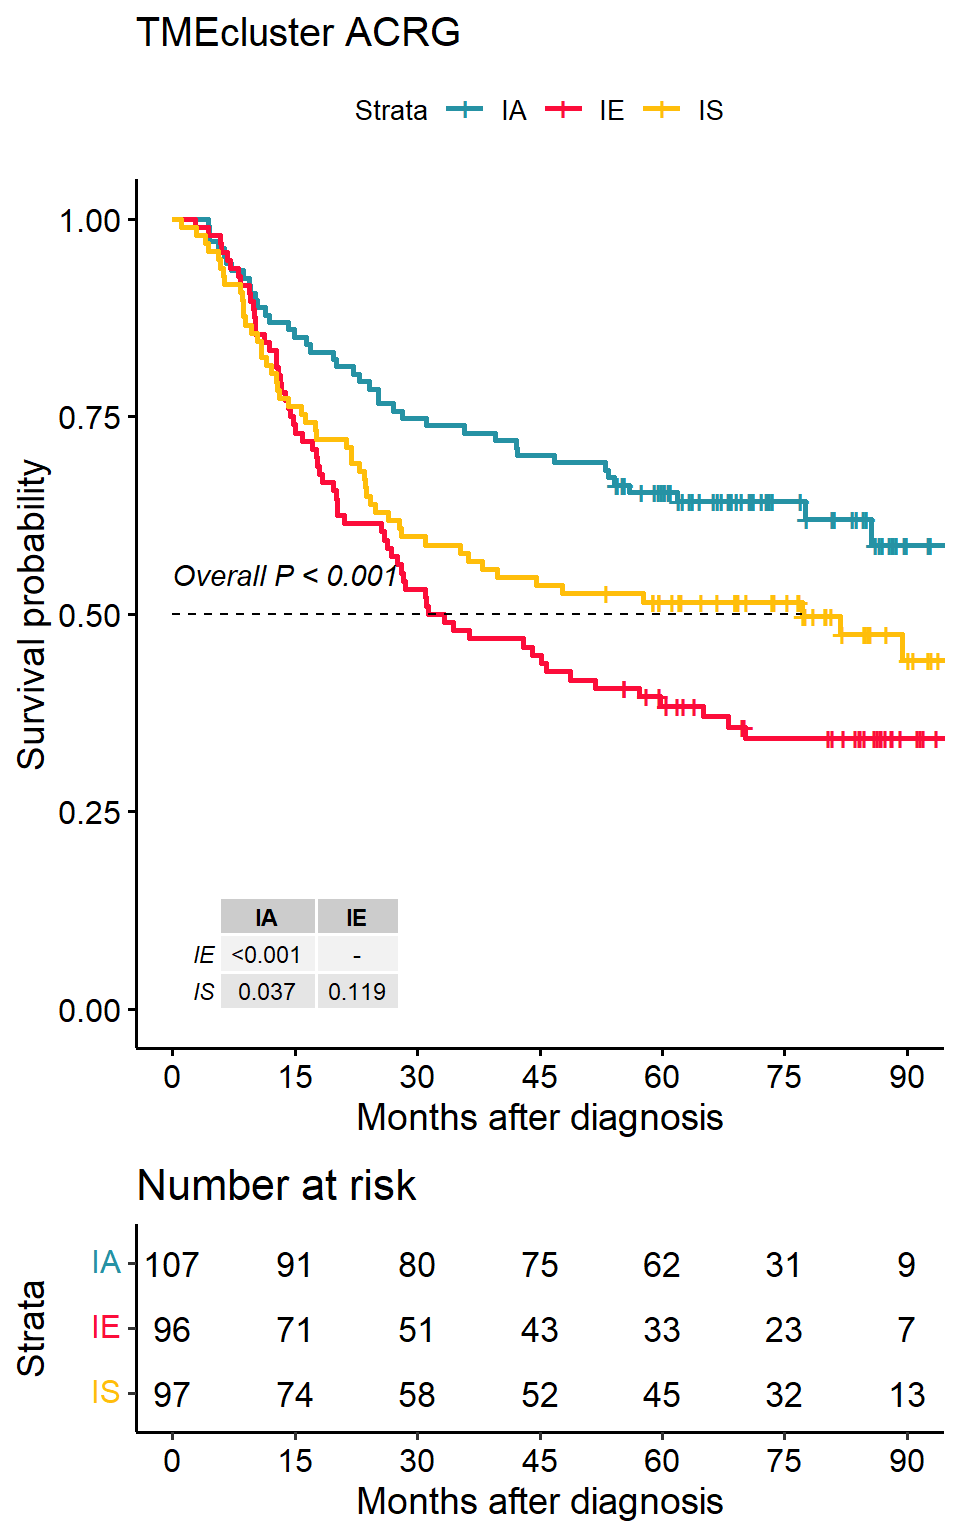 TMEcluster ACRG
Strata IA IE IS
Survival probability
1.00
0.75
0.50
0.25
0.00
Overall P < 0.001
IA IE
IE <0.001 -
IS 0.037 0.119
0 15 30 45 60 75 90
Months after diagnosis
Number at risk
Strata
IA 107 91 80 75 62 31 9
IE 96 71 51 43 33 23 7
IS 97 74 58 52 45 32 13
0 15 30 45 60 75 90
Months after diagnosis